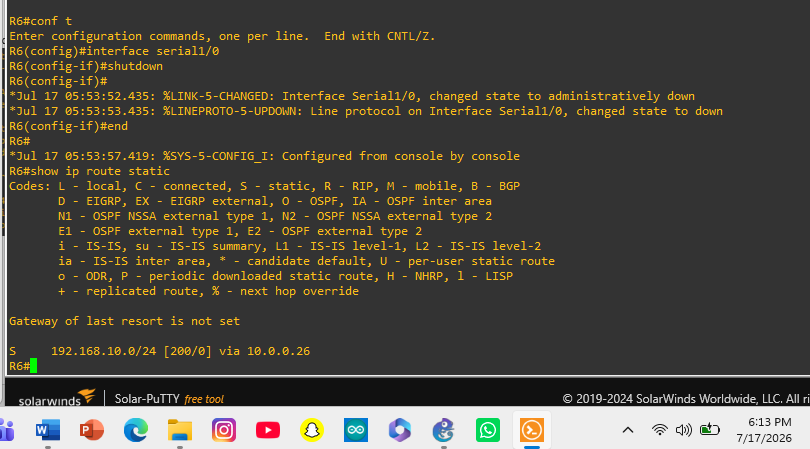 R6#conf t
Enter configuration commands, one per line.  End with CNTL/Z.
R6(config)#interface serial1/0
R6(config-if)#shutdown
R6(config-if)#
*Jul 17 05:53:52.435: %LINK-5-CHANGED: Interface Serial1/0, changed state to administratively down
*Jul 17 05:53:53.435: %LINEPROTO-5-UPDOWN: Line protocol on Interface Serial1/0, changed state to down
R6(config-if)#end
R6#
*Jul 17 05:53:57.419: %SYS-5-CONFIG_I: Configured from console by console
R6#show ip route static
Codes: L - local, C - connected, S - static, R - RIP, M - mobile, B - BGP
       D - EIGRP, EX - EIGRP external, O - OSPF, IA - OSPF inter area
       N1 - OSPF NSSA external type 1, N2 - OSPF NSSA external type 2
       E1 - OSPF external type 1, E2 - OSPF external type 2
       i - IS-IS, su - IS-IS summary, L1 - IS-IS level-1, L2 - IS-IS level-2
       ia - IS-IS inter area, * - candidate default, U - per-user static route
       o - ODR, P - periodic downloaded static route, H - NHRP, l - LISP
       + - replicated route, % - next hop override
Gateway of last resort is not set
S     192.168.10.0/24 [200/0] via 10.0.0.26
R6#
solarwinds Solar-PuTTY free tool © 2019-2024 SolarWinds Worldwide, LLC. All ri
6:13 PM
7/17/2026